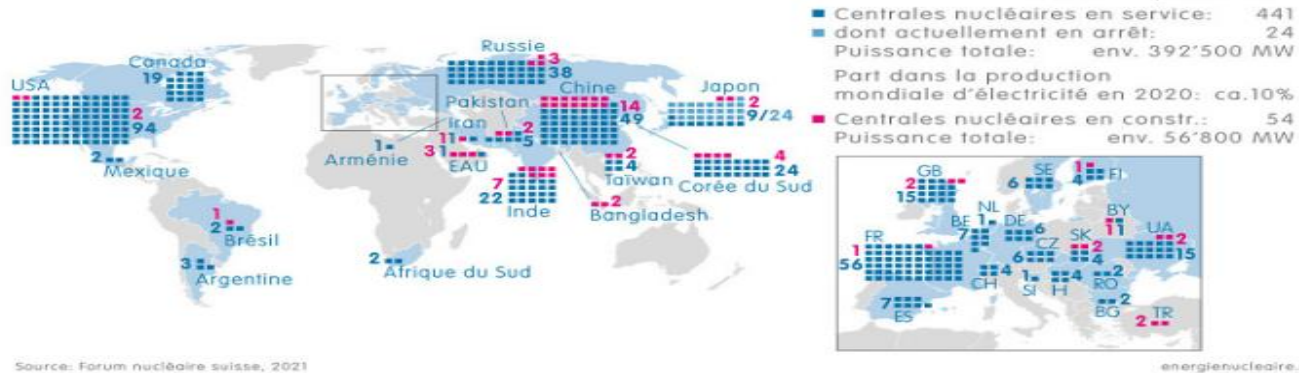 Centrales nucléaires en service: 441
dont actuellement en arrêt: 24
Puissance totale: env. 392'500 MW
Part dans la production
mondiale d'électricité en 2020: ca.10%
Centrales nucléaires en constr.: 54
Puissance totale: env. 56'800 MW
USA
2
94
Canada
19
Mexique
2
Brésil
1
2
Argentine
3
Russie
3
38
Arménie
1
Iran
1 1
Pakistan
2
5
EAU
3 1
Inde
7
22
Chine
14
49
Bangladesh
2
Taïwan
2
4
Corée du Sud
4
24
Japon
2
9/24
Afrique du Sud
2
GB
2
15
SE
6
FI
1
4
NL
1
BE
7
DE
6
BY
1 1
UA
2
15
FR
1
56
CZ
6
SK
2
4
CH
4
SI
1
H
4
RO
2
BG
2
ES
7
TR
2
Source: Forum nucléaire suisse, 2021
energienucleaire.